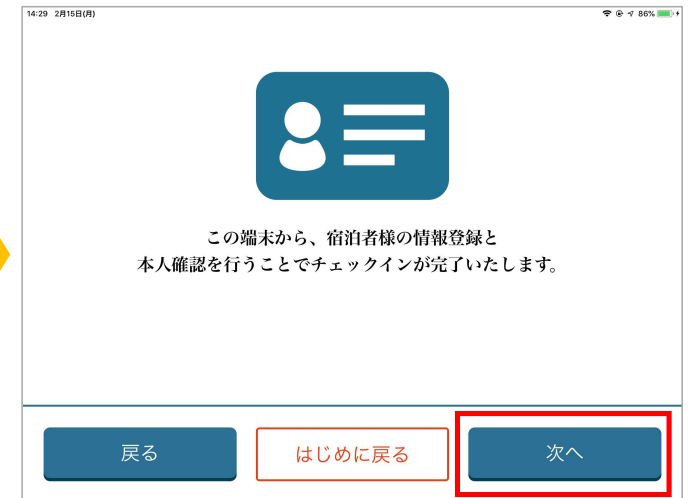 14:29 2月15日(月)
86%
この端末から、宿泊者様の情報登録と
本人確認を行うことでチェックインが完了いたします。
戻る
はじめに戻る
次へ